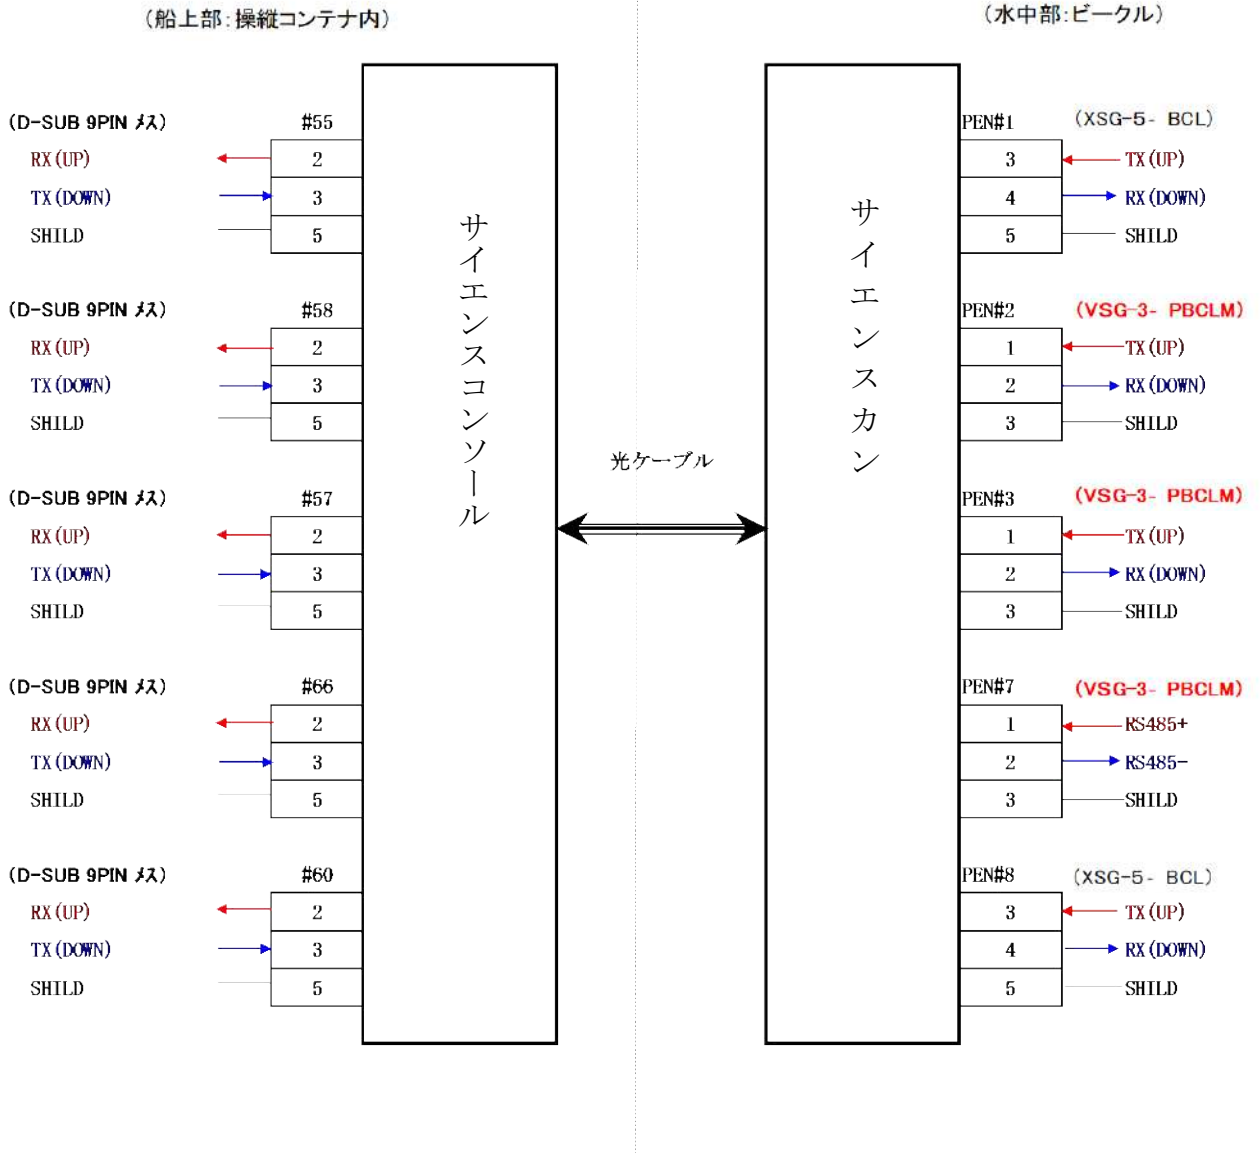 (船上部:操縦コンテナ内)
(水中部:ビークル)
(D-SUB 9PIN メス)
#55
RX(UP)
2
TX(DOWN)
3
SHILD
5
(D-SUB 9PIN メス)
#58
RX(UP)
2
TX(DOWN)
3
SHILD
5
(D-SUB 9PIN メス)
#57
RX(UP)
2
TX(DOWN)
3
SHILD
5
(D-SUB 9PIN メス)
#66
RX(UP)
2
TX(DOWN)
3
SHILD
5
(D-SUB 9PIN メス)
#60
RX(UP)
2
TX(DOWN)
3
SHILD
5
サイエンスコンソール
光ケーブル
サイエンスカン
PEN#1
(XSG-5- BCL)
3
TX(UP)
4
RX(DOWN)
5
SHILD
PEN#2
(VSG-3- PBCLM)
1
TX(UP)
2
RX(DOWN)
3
SHILD
PEN#3
(VSG-3- PBCLM)
1
TX(UP)
2
RX(DOWN)
3
SHILD
PEN#7
(VSG-3- PBCLM)
1
RS485+
2
RS485-
3
SHILD
PEN#8
(XSG-5- BCL)
3
TX(UP)
4
RX(DOWN)
5
SHILD